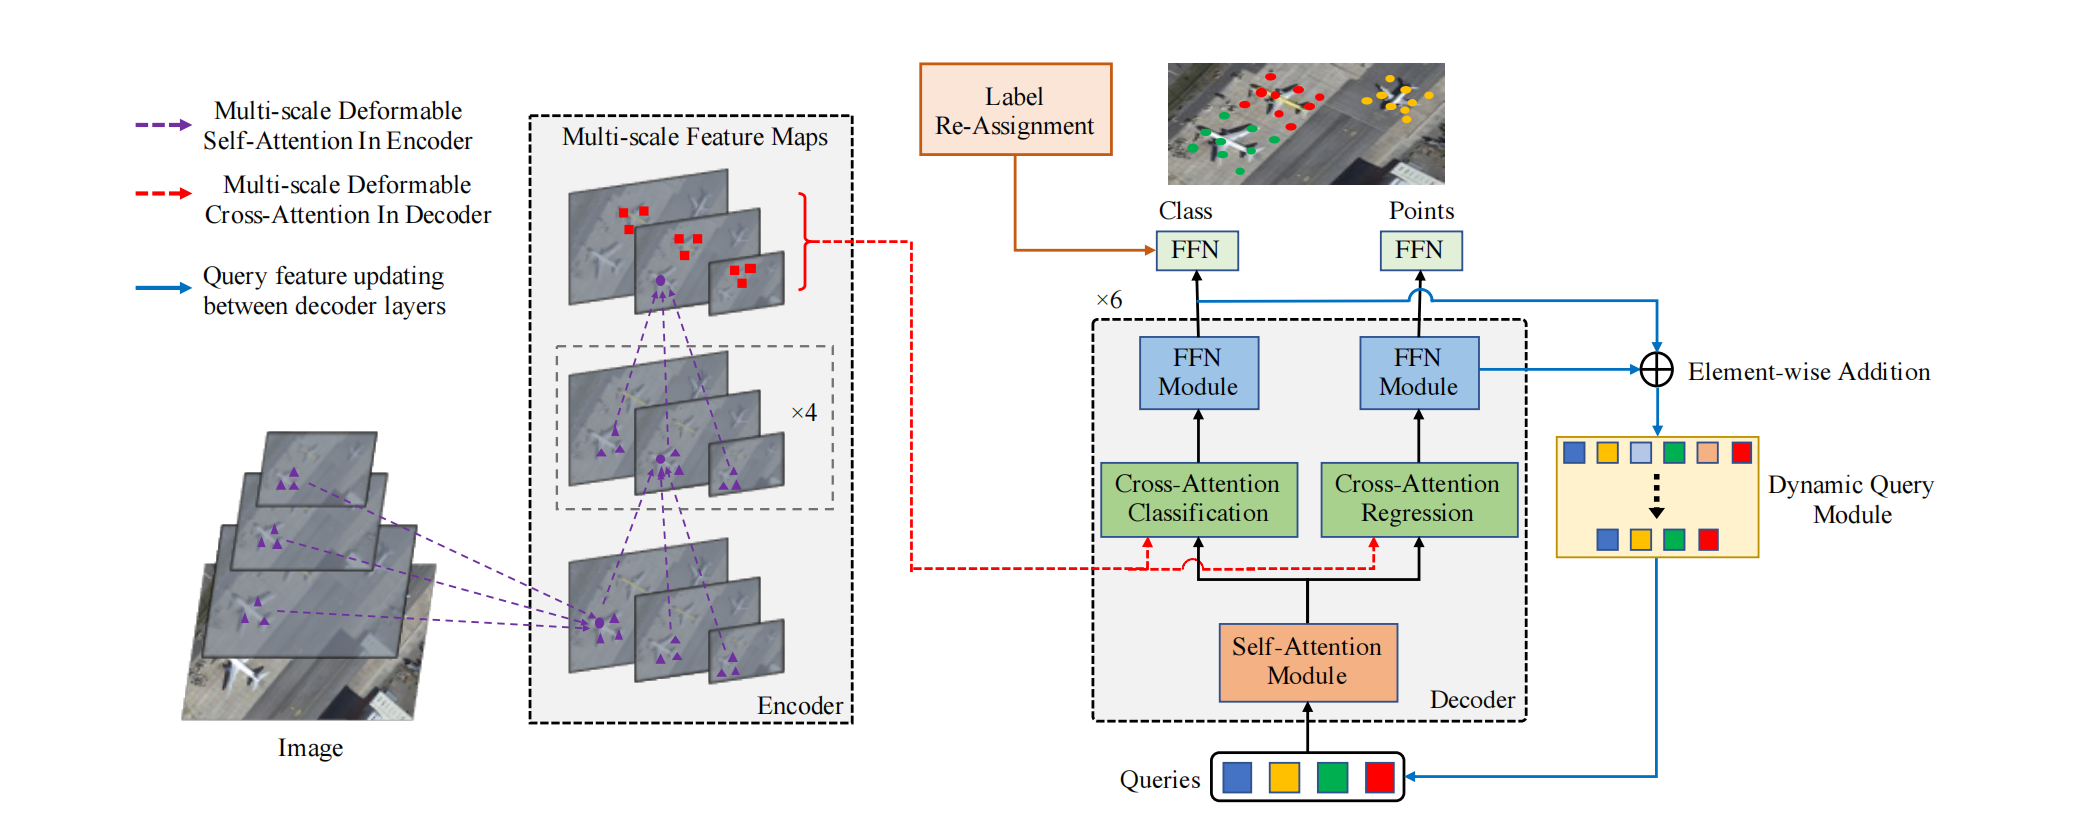 Multi-scale Deformable
Self-Attention In Encoder
Multi-scale Deformable
Cross-Attention In Decoder
Query feature updating
between decoder layers
Image
Multi-scale Feature Maps
×4
Encoder
Label
Re-Assignment
Class
FFN
Points
FFN
×6
FFN
Module
FFN
Module
Cross-Attention
Classification
Cross-Attention
Regression
Self-Attention
Module
Decoder
Queries
Element-wise Addition
Dynamic Query
Module